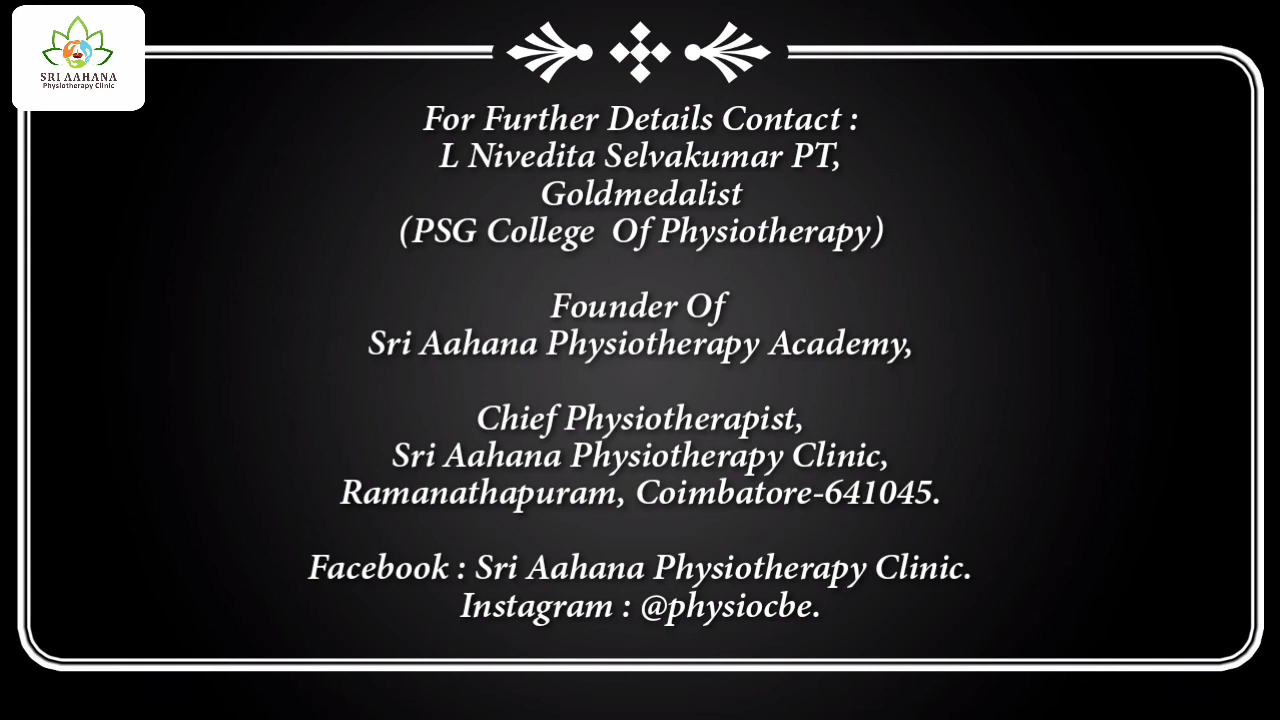 SRI AAHANA
Physiotherapy Clinic
For Further Details Contact :
L Nivedita Selvakumar PT,
Goldmedalist
(PSG College Of Physiotherapy)
Founder Of
Sri Aahana Physiotherapy Academy,
Chief Physiotherapist,
Sri Aahana Physiotherapy Clinic,
Ramanathapuram, Coimbatore-641045.
Facebook : Sri Aahana Physiotherapy Clinic.
Instagram : @physiocbe.